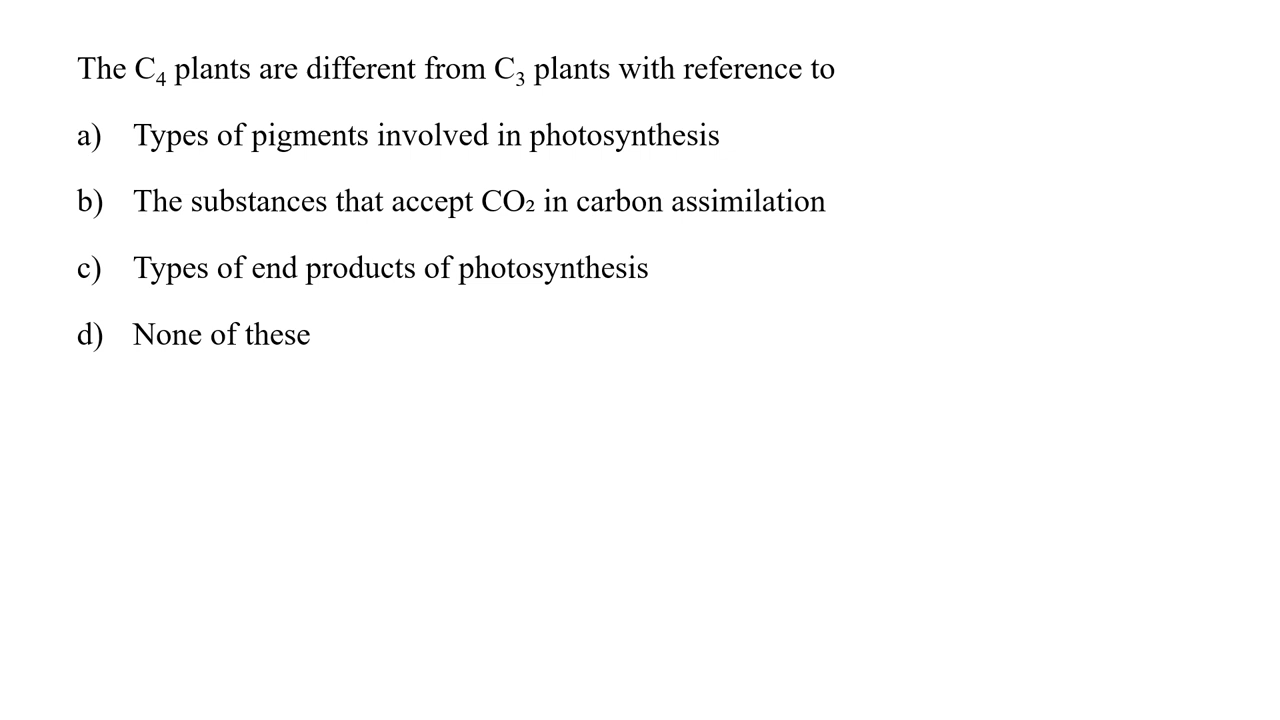 The C₄ plants are different from C₃ plants with reference to
a) Types of pigments involved in photosynthesis
b) The substances that accept CO₂ in carbon assimilation
c) Types of end products of photosynthesis
d) None of these